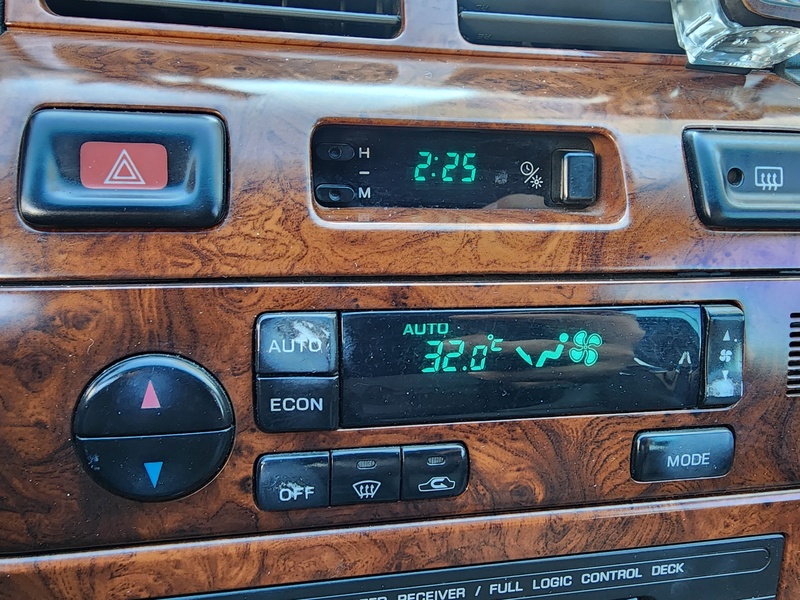 H
2:25
M
AUTO
AUTO
32.0°C
ECON
MODE
OFF
RECEIVER / FULL LOGIC CONTROL DECK